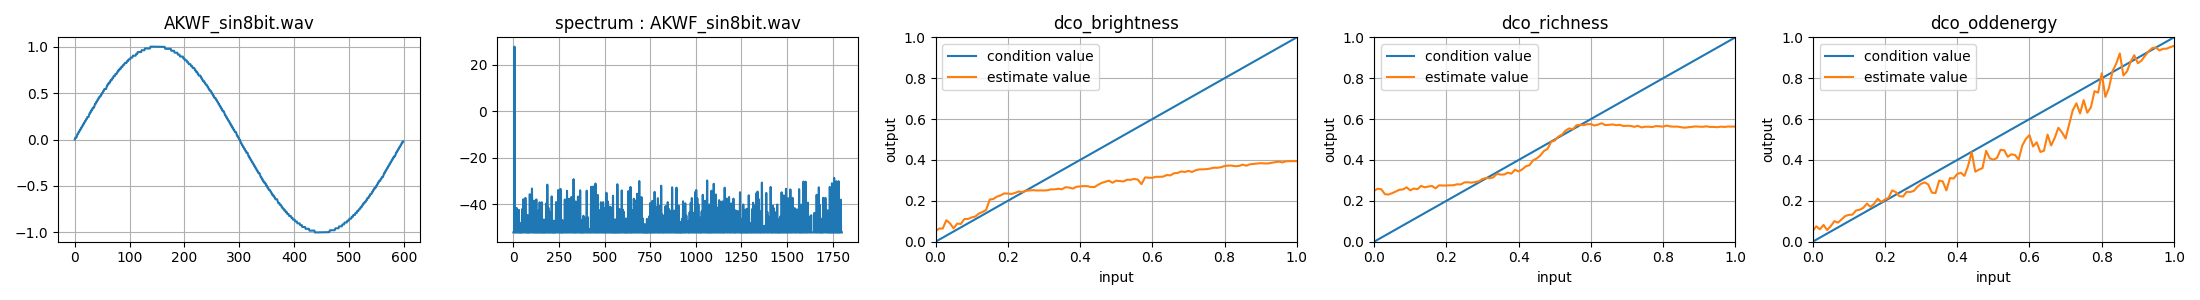 AKWF_sin8bit.wav
1.0
0.5
0.0
−0.5
−1.0
0 100 200 300 400 500 600
spectrum : AKWF_sin8bit.wav
20
0
−20
−40
0 250 500 750 1000 1250 1500 1750
dco_brightness
condition value
estimate value
output
1.0
0.8
0.6
0.4
0.2
0.0
0.0 0.2 0.4 0.6 0.8 1.0
input
dco_richness
condition value
estimate value
output
1.0
0.8
0.6
0.4
0.2
0.0
0.0 0.2 0.4 0.6 0.8 1.0
input
dco_oddenergy
condition value
estimate value
output
1.0
0.8
0.6
0.4
0.2
0.0
0.0 0.2 0.4 0.6 0.8 1.0
input